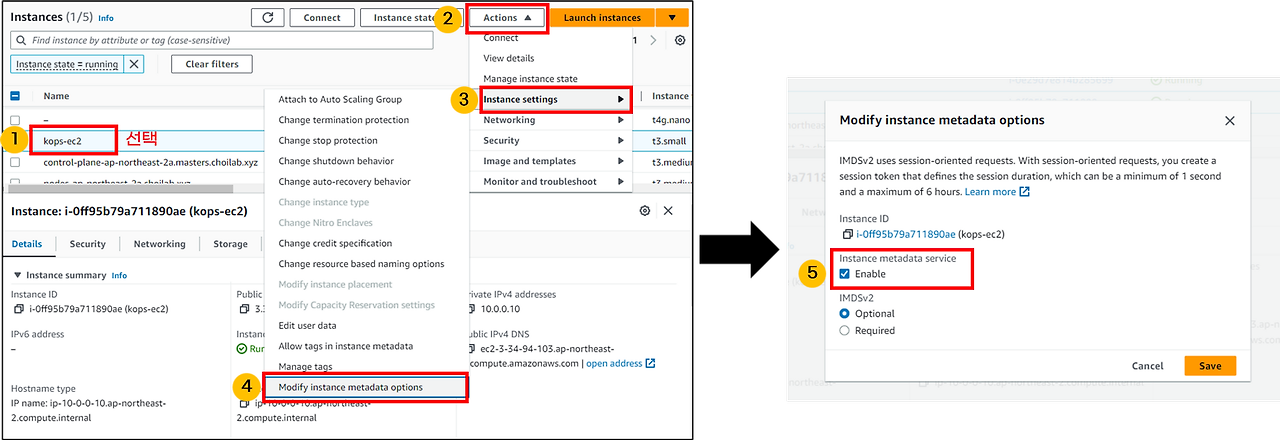 Instances (1/5) Info
Connect
Instance state
2
Actions ▲
Launch instances ▼
Find instance by attribute or tag (case-sensitive)
1
Instance state = running
Clear filters
Connect
View details
Manage instance state
3
Instance settings
Networking
Security
Image and templates
Monitor and troubleshoot
Name
Instance
–
t4g.nano
1
kops-ec2
선택
t3.small
control-plane-ap-northeast-2a.masters.choilab.xyz
t3.medium
nodes-ap-northeast-2a.choilab.xyz
t3.medium
Attach to Auto Scaling Group
Change termination protection
Change stop protection
Change shutdown behavior
Change auto-recovery behavior
Change instance type
Change Nitro Enclaves
Change credit specification
Change resource based naming options
Modify instance placement
Modify Capacity Reservation settings
Edit user data
Allow tags in instance metadata
Manage tags
4
Modify instance metadata options
Instance: i-0ff95b79a711890ae (kops-ec2)
Details
Security
Networking
Storage
▼ Instance summary Info
Instance ID
i-0ff95b79a711890ae (kops-ec2)
Public
3.
Private IPv4 addresses
10.0.0.10
IPv6 address
–
Instance
Run
Public IPv4 DNS
ec2-3-34-94-103.ap-northeast-
compute.amazonaws.com | open address
Hostname type
IP name: ip-10-0-0-10.ap-northeast-
2.compute.internal
ip-10-0-0-10.ap-northeast-
2.compute.internal
Modify instance metadata options
IMDSv2 uses session-oriented requests. With session-oriented requests, you create a
session token that defines the session duration, which can be a minimum of 1 second
and a maximum of 6 hours. Learn more
Instance ID
i-0ff95b79a711890ae (kops-ec2)
5
Instance metadata service
Enable
IMDSv2
Optional
Required
Cancel
Save